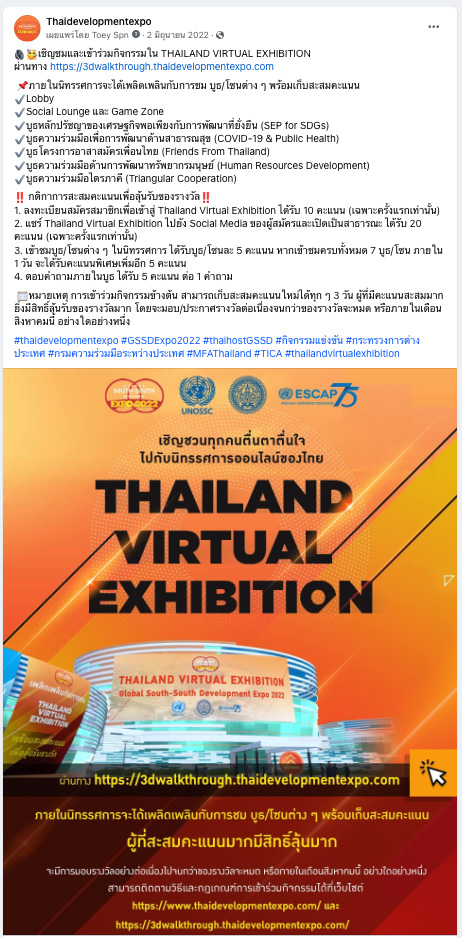 Thaidevelopmentexpo
เผยแพร่โดย Toey Spn · 2 มิถุนายน 2022 ·
เชิญชมและเข้าร่วมกิจกรรมใน THAILAND VIRTUAL EXHIBITION
ผ่านทาง https://3dwalkthrough.thaidevelopmentexpo.com
📌ภายในนิทรรศการจะได้เพลิดเพลินกับการชม บูธ/โซนต่าง ๆ พร้อมเก็บสะสมคะแนน
✔Lobby
✔Social Lounge และ Game Zone
✔บูธหลักปรัชญาของเศรษฐกิจพอเพียงกับการพัฒนาที่ยั่งยืน (SEP for SDGs)
✔บูธความร่วมมือเพื่อการพัฒนาด้านสาธารณสุข (COVID-19 & Public Health)
✔บูธโครงการอาสาสมัครเพื่อนไทย (Friends From Thailand)
✔บูธความร่วมมือด้านการพัฒนาทรัพยากรมนุษย์ (Human Resources Development)
✔บูธความร่วมมือไตรภาคี (Triangular Cooperation)
‼ กติกาการสะสมคะแนนเพื่อลุ้นรับของรางวัล ‼
1. ลงทะเบียนสมัครสมาชิกเพื่อเข้าสู่ Thailand Virtual Exhibition ได้รับ 10 คะแนน (เฉพาะครั้งแรกเท่านั้น)
2. แชร์ Thailand Virtual Exhibition ไปยัง Social Media ของผู้สมัครและเปิดเป็นสาธารณะ ได้รับ 20
คะแนน (เฉพาะครั้งแรกเท่านั้น)
3. เข้าชมบูธ/โซนต่าง ๆ ในนิทรรศการ ได้รับบูธ/โซนละ 5 คะแนน หากเข้าชมครบทั้งหมด 7 บูธ/โซน ภายใน
1 วัน จะได้รับคะแนนพิเศษเพิ่มอีก 5 คะแนน
4. ตอบคำถามภายในบูธ ได้รับ 5 คะแนน ต่อ 1 คำถาม
หมายเหตุ การเข้าร่วมกิจกรรมข้างต้น สามารถเก็บสะสมคะแนนใหม่ได้ทุก ๆ 3 วัน ผู้ที่มีคะแนนสะสมมาก
ยิ่งมีสิทธิ์ลุ้นรับของรางวัลมาก โดยจะมอบ/ประกาศรางวัลต่อเนื่องจนกว่าของรางวัลจะหมด หรือภายในเดือน
สิงหาคมนี้ อย่างใดอย่างหนึ่ง
#thaidevelopmentexpo #GSSDExpo2022 #thaihostGSSD #กิจกรรมแข่งขัน #กระทรวงการต่าง
ประเทศ #กรมความร่วมมือระหว่างประเทศ #MFAThailand #TICA #thailandvirtualexhibition
SOUTH-SOUTH
EXPO 2022
UNOSSC
ESCAP 75
เชิญชวนทุกคนตื่นตาตื่นใจ
ไปกับนิทรรศการออนไลน์ของไทย
THAILAND
VIRTUAL
EXHIBITION
THAILAND VIRTUAL EXHIBITION
Global South-South Development Expo 2022
เพลิดเพลินกับการชม
THAILAND
VIRTUAL
EXHIBITION
พร้อมสะสมคะแนน
เพื่อลุ้นรับรางวัล
ผ่านทาง https://3dwalkthrough.thaidevelopmentexpo.com
ภายในนิทรรศการจะได้เพลิดเพลินกับการชม บูธ/โซนต่าง ๆ พร้อมเก็บสะสมคะแนน
ผู้ที่สะสมคะแนนมากมีสิทธิ์ลุ้นมาก
จะมีการมอบรางวัลอย่างต่อเนื่องไปจนกว่าของรางวัลจะหมด หรือภายในเดือนสิงหาคมนี้ อย่างใดอย่างหนึ่ง
สามารถติดตามวิธีและกฎเกณฑ์การเข้าร่วมกิจกรรมได้ที่เว็บไซต์
https://www.thaidevelopmentexpo.com/ และ
https://3dwalkthrough.thaidevelopmentexpo.com/